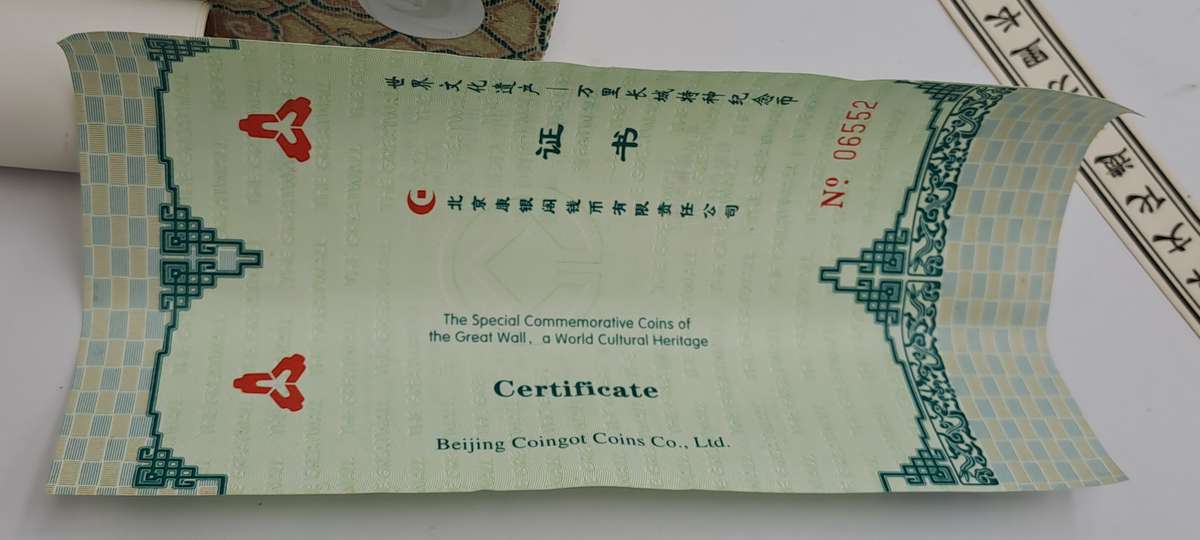 世界文化遗产—万里长城特种纪念币
证书
北京康银阁钱币有限责任公司
Nº 06552
The Special Commemorative Coins of
the Great Wall, a World Cultural Heritage
Certificate
Beijing Coingot Coins Co., Ltd.